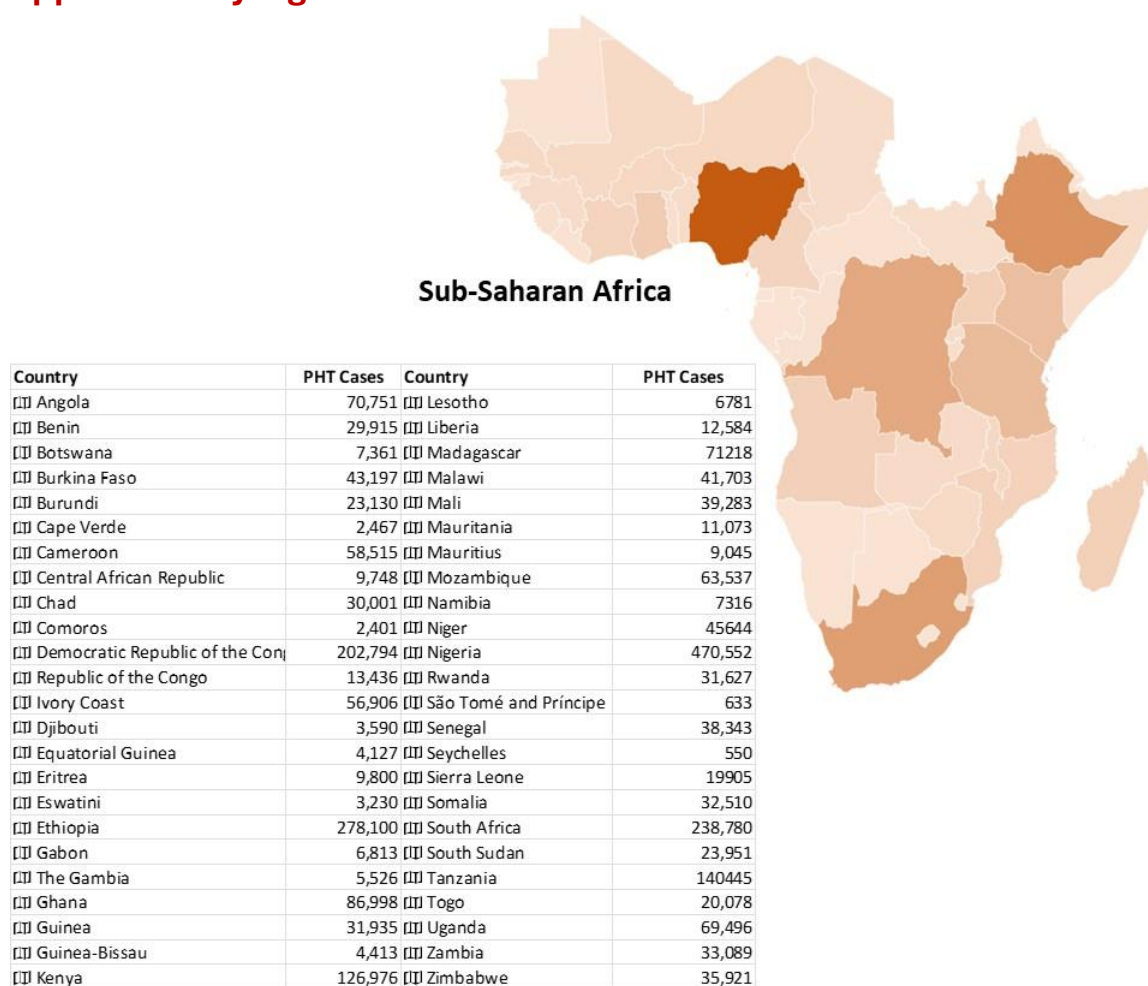 Sub-Saharan Africa
Country PHT Cases Country PHT Cases
Angola 70,751 Lesotho 6781
Benin 29,915 Liberia 12,584
Botswana 7,361 Madagascar 71218
Burkina Faso 43,197 Malawi 41,703
Burundi 23,130 Mali 39,283
Cape Verde 2,467 Mauritania 11,073
Cameroon 58,515 Mauritius 9,045
Central African Republic 9,748 Mozambique 63,537
Chad 30,001 Namibia 7316
Comoros 2,401 Niger 45644
Democratic Republic of the Con 202,794 Nigeria 470,552
Republic of the Congo 13,436 Rwanda 31,627
Ivory Coast 56,906 São Tomé and Príncipe 633
Djibouti 3,590 Senegal 38,343
Equatorial Guinea 4,127 Seychelles 550
Eritrea 9,800 Sierra Leone 19905
Eswatini 3,230 Somalia 32,510
Ethiopia 278,100 South Africa 238,780
Gabon 6,813 South Sudan 23,951
The Gambia 5,526 Tanzania 140445
Ghana 86,998 Togo 20,078
Guinea 31,935 Uganda 69,496
Guinea-Bissau 4,413 Zambia 33,089
Kenya 126,976 Zimbabwe 35,921